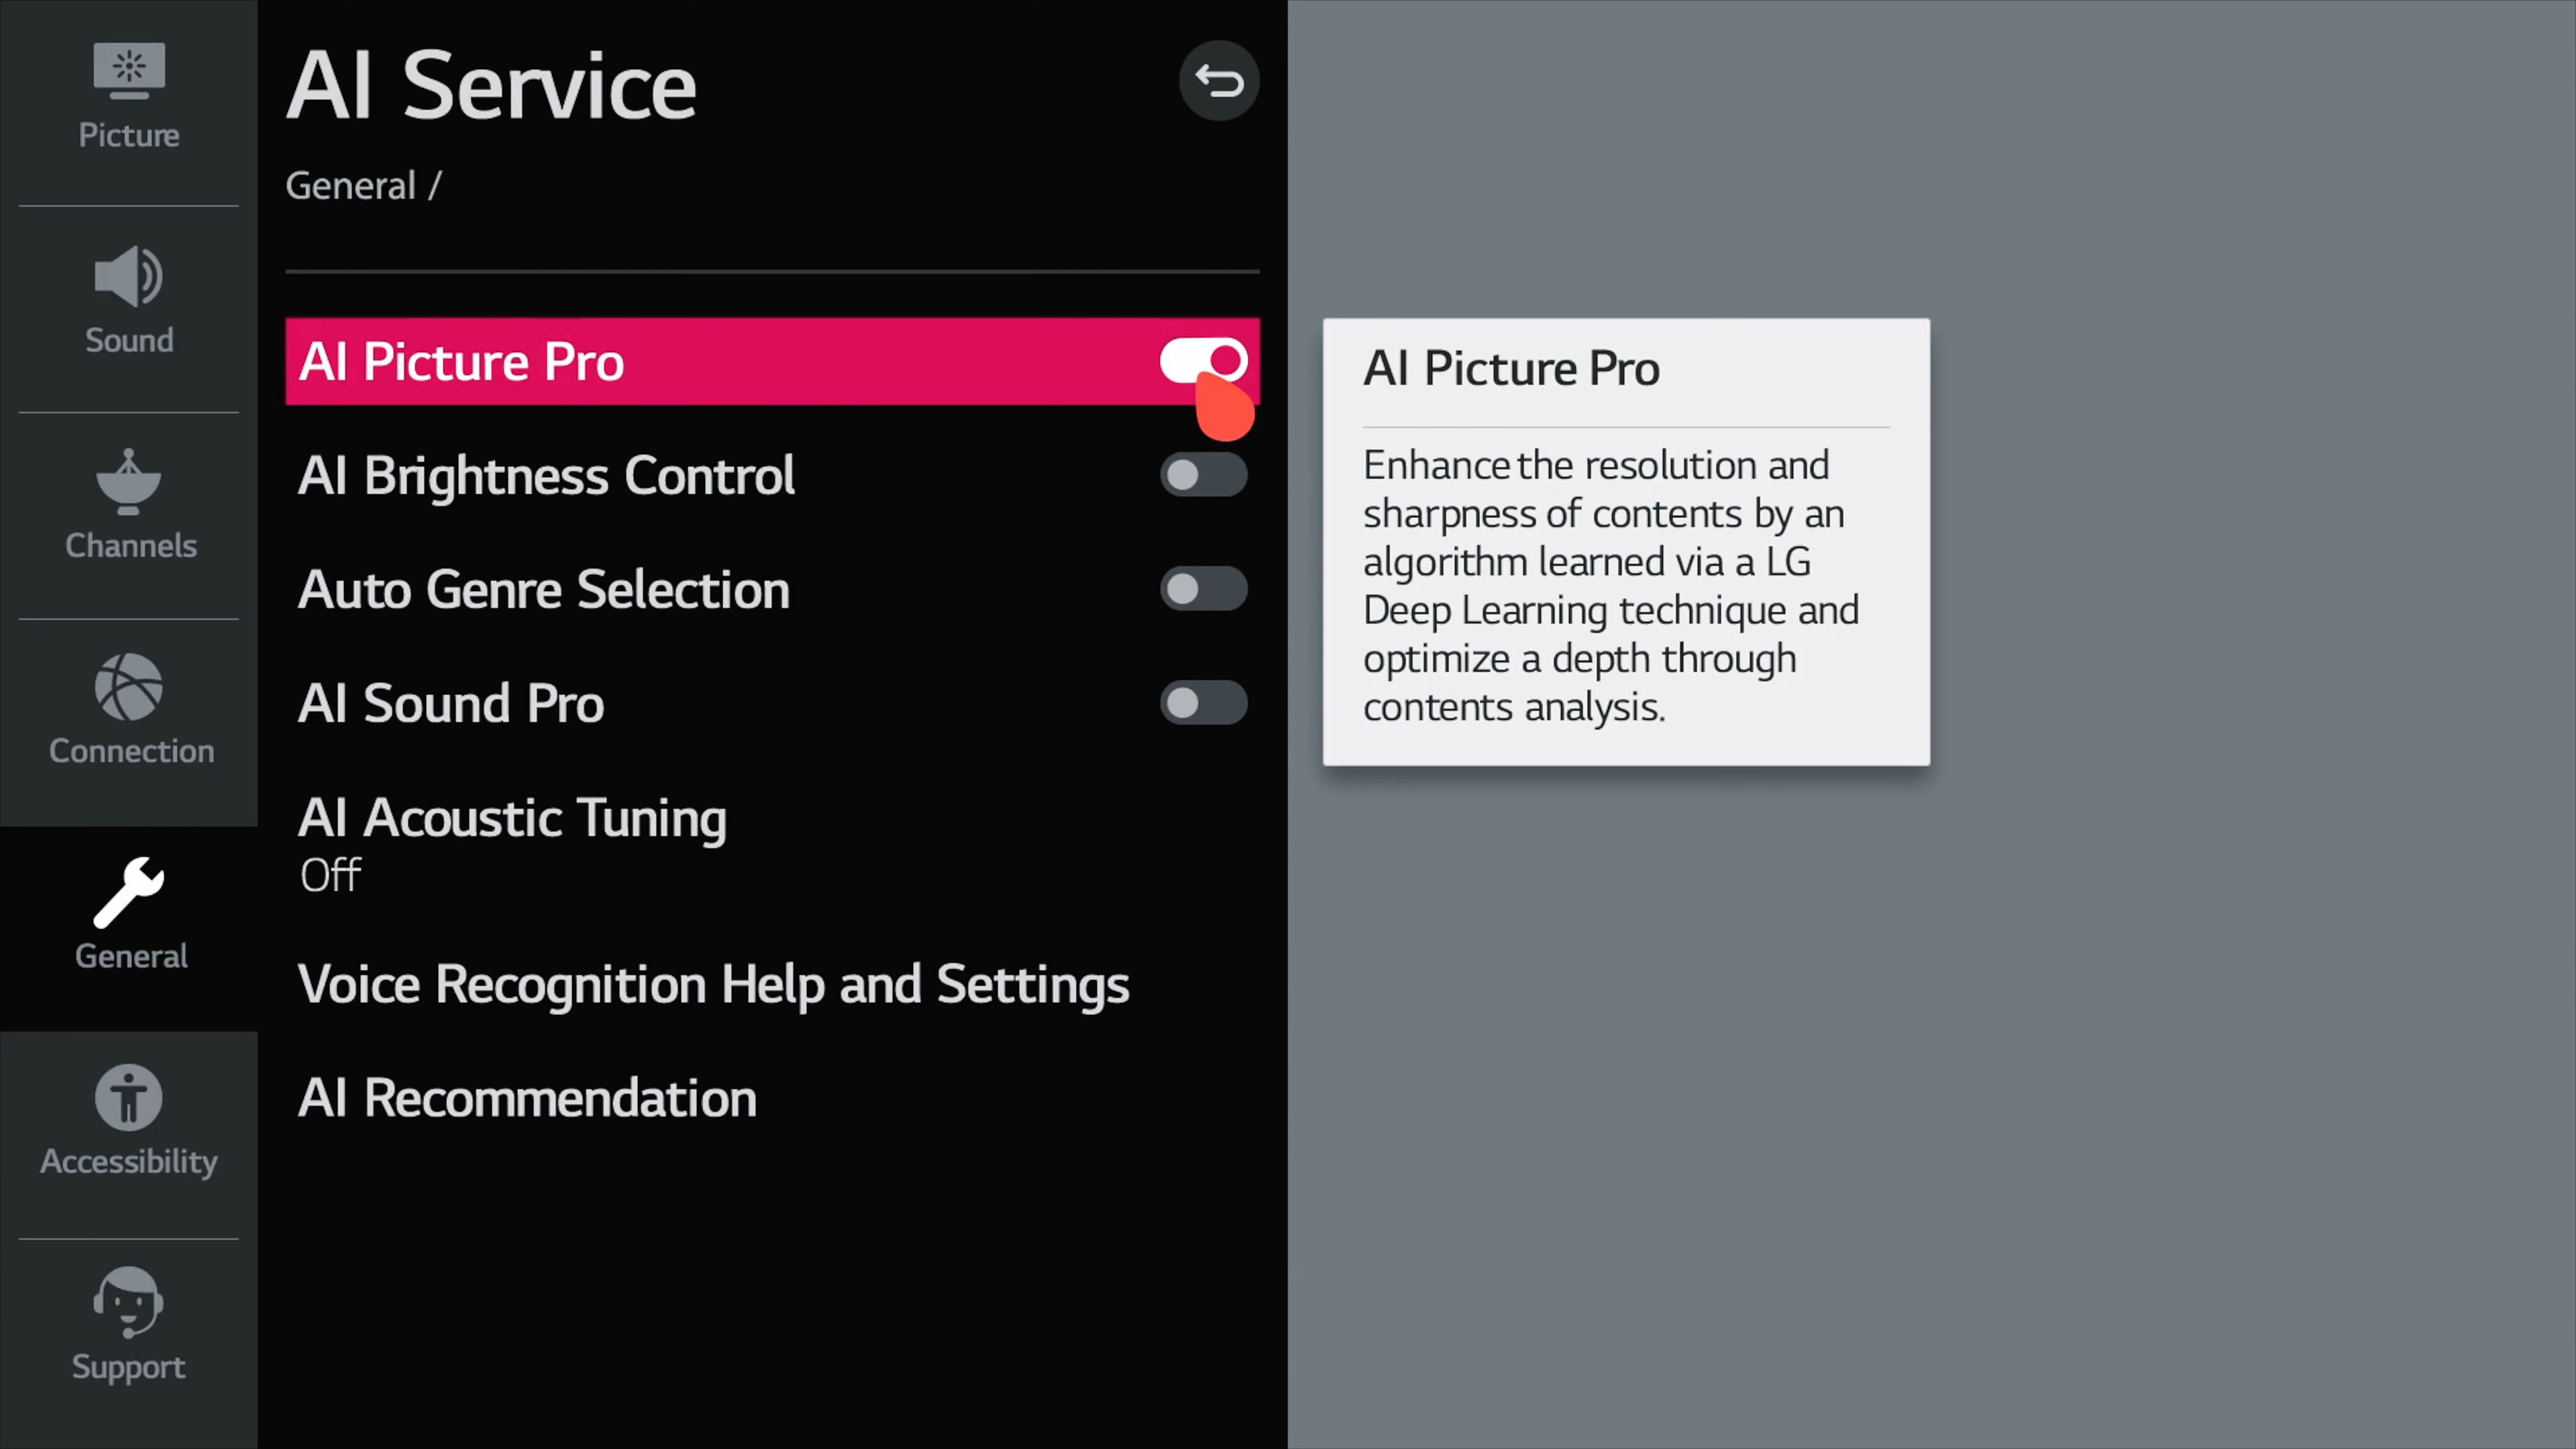 Picture
Sound
Channels
Connection
General
Accessibility
Support
AI Service
General /
AI Picture Pro
AI Brightness Control
Auto Genre Selection
AI Sound Pro
AI Acoustic Tuning
Off
Voice Recognition Help and Settings
AI Recommendation
AI Picture Pro
Enhance the resolution and
sharpness of contents by an
algorithm learned via a LG
Deep Learning technique and
optimize a depth through
contents analysis.